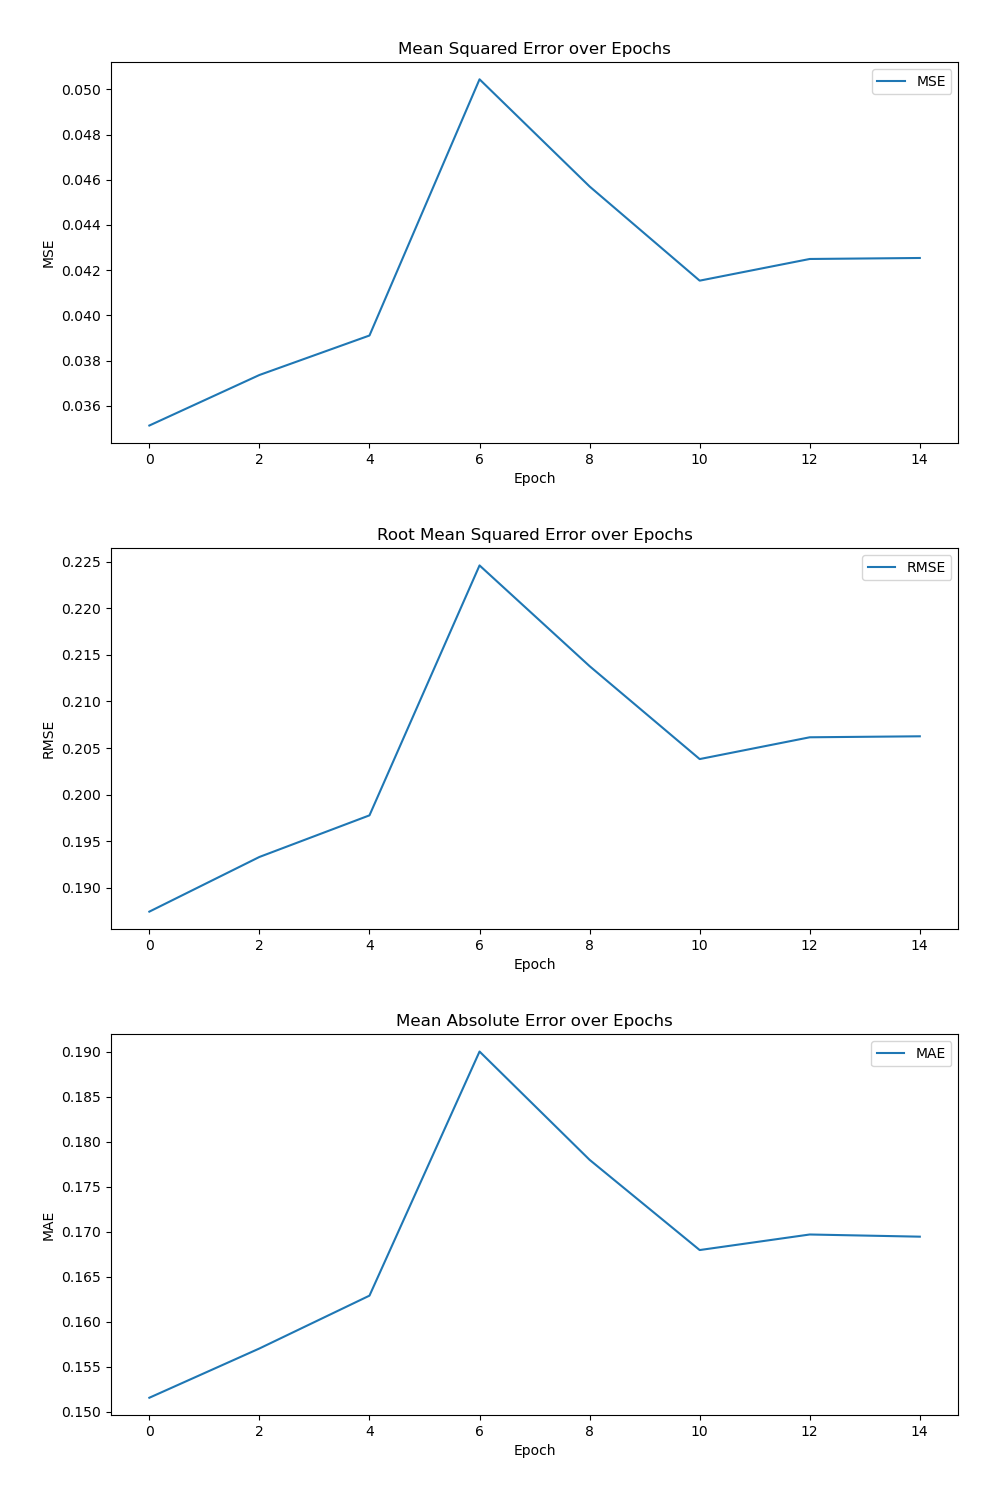 Mean Squared Error over Epochs
MSE
0.050
0.048
0.046
0.044
0.042
0.040
0.038
0.036
MSE
0 2 4 6 8 10 12 14
Epoch
Root Mean Squared Error over Epochs
RMSE
0.225
0.220
0.215
0.210
0.205
0.200
0.195
0.190
RMSE
0 2 4 6 8 10 12 14
Epoch
Mean Absolute Error over Epochs
MAE
0.190
0.185
0.180
0.175
0.170
0.165
0.160
0.155
0.150
MAE
0 2 4 6 8 10 12 14
Epoch